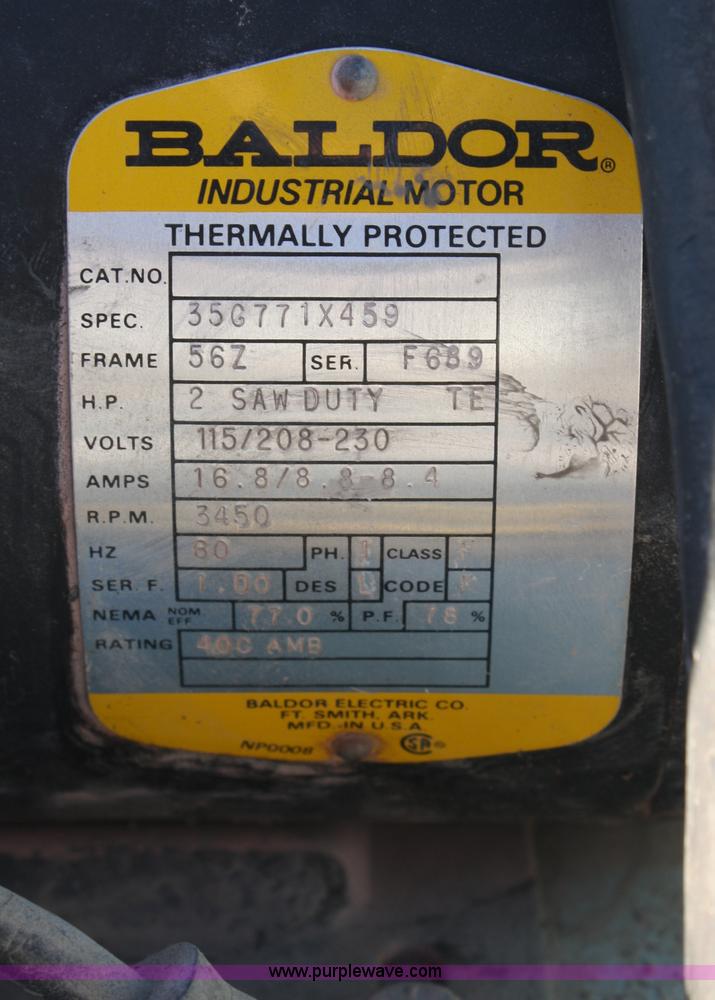 BALDOR®
INDUSTRIAL MOTOR
THERMALLY PROTECTED
CAT.NO.
SPEC. 35G771X459
FRAME 56Z SER. F689
H.P. 2 SAW DUTY TE
VOLTS 115/208-230
AMPS 16.8/8.8-8.4
R.P.M. 3450
HZ 60 PH. 1 CLASS F
SER. F. 1.00 DES L CODE
NEMA NOM. EFF. 77.0 % P.F. 78 %
RATING 40C AMB
BALDOR ELECTRIC CO.
FT. SMITH, ARK.
MFD. IN U.S.A
NP0008 SA®
www.purplewave.com